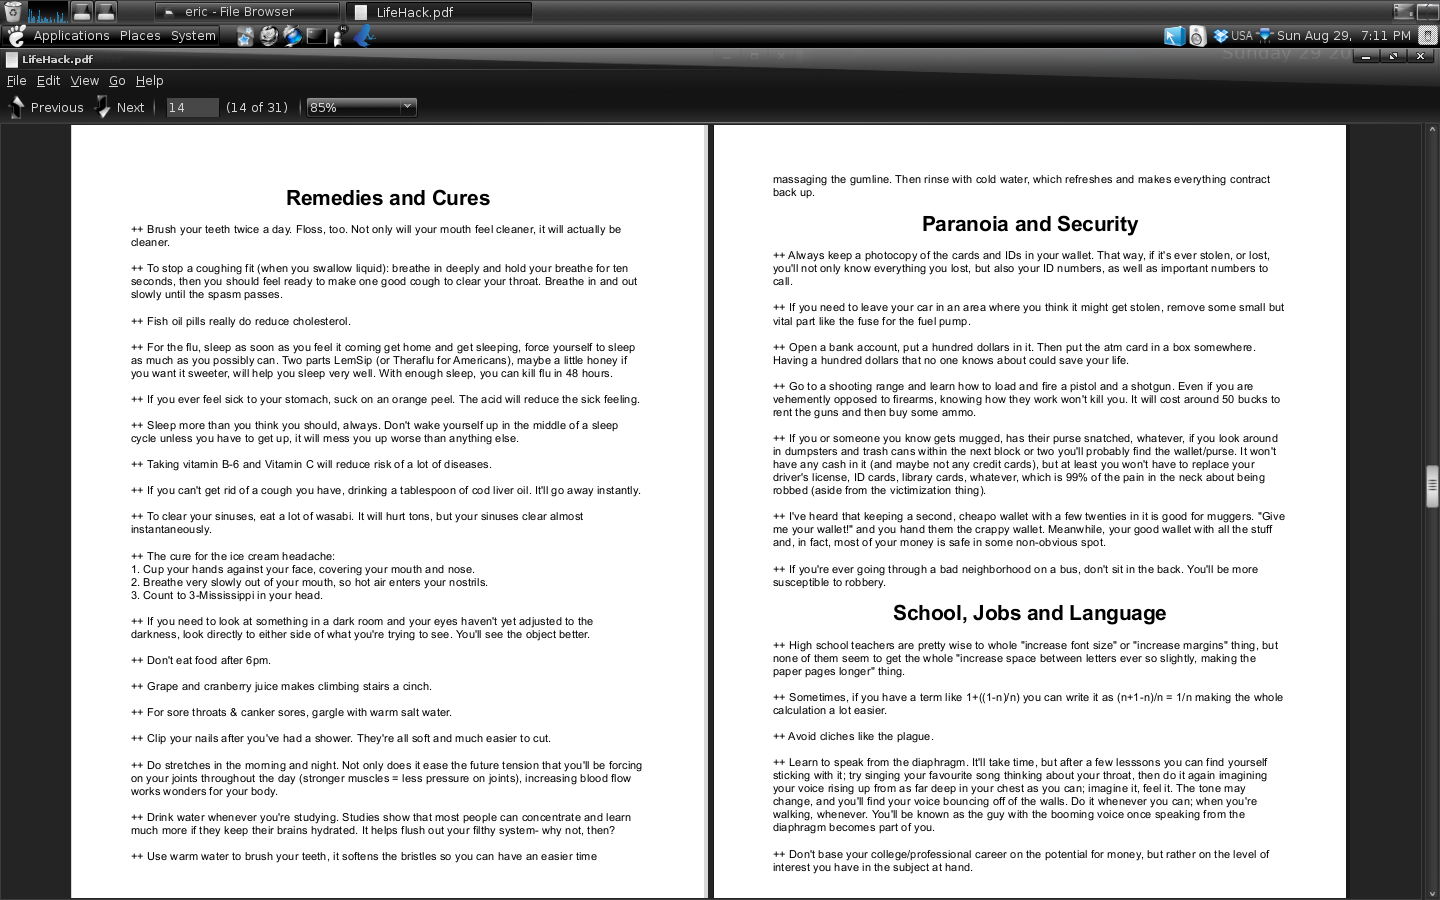 eric - File Browser
LifeHack.pdf
Applications Places System
USA
Sun Aug 29, 7:11 PM
LifeHack.pdf
Sunday 29 20
File Edit View Go Help
Previous Next 14 (14 of 31) 85%
Remedies and Cures
++ Brush your teeth twice a day. Floss, too. Not only will your mouth feel cleaner, it will actually be
cleaner.
++ To stop a coughing fit (when you swallow liquid): breathe in deeply and hold your breathe for ten
seconds, then you should feel ready to make one good cough to clear your throat. Breathe in and out
slowly until the spasm passes.
++ Fish oil pills really do reduce cholesterol.
++ For the flu, sleep as soon as you feel it coming get home and get sleeping, force yourself to sleep
as much as you possibly can. Two parts LemSip (or Theraflu for Americans), maybe a little honey if
you want it sweeter, will help you sleep very well. With enough sleep, you can kill flu in 48 hours.
++ If you ever feel sick to your stomach, suck on an orange peel. The acid will reduce the sick feeling.
++ Sleep more than you think you should, always. Don't wake yourself up in the middle of a sleep
cycle unless you have to get up, it will mess you up worse than anything else.
++ Taking vitamin B-6 and Vitamin C will reduce risk of a lot of diseases.
++ If you can't get rid of a cough you have, drinking a tablespoon of cod liver oil. It'll go away instantly.
++ To clear your sinuses, eat a lot of wasabi. It will hurt tons, but your sinuses clear almost
instantaneously.
++ The cure for the ice cream headache:
1. Cup your hands against your face, covering your mouth and nose.
2. Breathe very slowly out of your mouth, so hot air enters your nostrils.
3. Count to 3-Mississippi in your head.
++ If you need to look at something in a dark room and your eyes haven't yet adjusted to the
darkness, look directly to either side of what you're trying to see. You'll see the object better.
++ Don't eat food after 6pm.
++ Grape and cranberry juice makes climbing stairs a cinch.
++ For sore throats & canker sores, gargle with warm salt water.
++ Clip your nails after you've had a shower. They're all soft and much easier to cut.
++ Do stretches in the morning and night. Not only does it ease the future tension that you'll be forcing
on your joints throughout the day (stronger muscles = less pressure on joints), increasing blood flow
works wonders for your body.
++ Drink water whenever you're studying. Studies show that most people can concentrate and learn
much more if they keep their brains hydrated. It helps flush out your filthy system- why not, then?
++ Use warm water to brush your teeth, it softens the bristles so you can have an easier time
massaging the gumline. Then rinse with cold water, which refreshes and makes everything contract
back up.
Paranoia and Security
++ Always keep a photocopy of the cards and IDs in your wallet. That way, if it's ever stolen, or lost,
you'll not only know everything you lost, but also your ID numbers, as well as important numbers to
call.
++ If you need to leave your car in an area where you think it might get stolen, remove some small but
vital part like the fuse for the fuel pump.
++ Open a bank account, put a hundred dollars in it. Then put the atm card in a box somewhere.
Having a hundred dollars that no one knows about could save your life.
++ Go to a shooting range and learn how to load and fire a pistol and a shotgun. Even if you are
vehemently opposed to firearms, knowing how they work won't kill you. It will cost around 50 bucks to
rent the guns and then buy some ammo.
++ If you or someone you know gets mugged, has their purse snatched, whatever, if you look around
in dumpsters and trash cans within the next block or two you'll probably find the wallet/purse. It won't
have any cash in it (and maybe not any credit cards), but at least you won't have to replace your
driver's license, ID cards, library cards, whatever, which is 99% of the pain in the neck about being
robbed (aside from the victimization thing).
++ I've heard that keeping a second, cheapo wallet with a few twenties in it is good for muggers. "Give
me your wallet!" and you hand them the crappy wallet. Meanwhile, your good wallet with all the stuff
and, in fact, most of your money is safe in some non-obvious spot.
++ If you're ever going through a bad neighborhood on a bus, don't sit in the back. You'll be more
susceptible to robbery.
School, Jobs and Language
++ High school teachers are pretty wise to whole "increase font size" or "increase margins" thing, but
none of them seem to get the whole "increase space between letters ever so slightly, making the
paper pages longer" thing.
++ Sometimes, if you have a term like 1+((1-n)/n) you can write it as (n+1-n)/n = 1/n making the whole
calculation a lot easier.
++ Avoid cliches like the plague.
++ Learn to speak from the diaphragm. It'll take time, but after a few lesssons you can find yourself
sticking with it; try singing your favourite song thinking about your throat, then do it again imagining
your voice rising up from as far deep in your chest as you can; imagine it, feel it. The tone may
change, and you'll find your voice bouncing off of the walls. Do it whenever you can; when you're
walking, whenever. You'll be known as the guy with the booming voice once speaking from the
diaphragm becomes part of you.
++ Don't base your college/professional career on the potential for money, but rather on the level of
interest you have in the subject at hand.